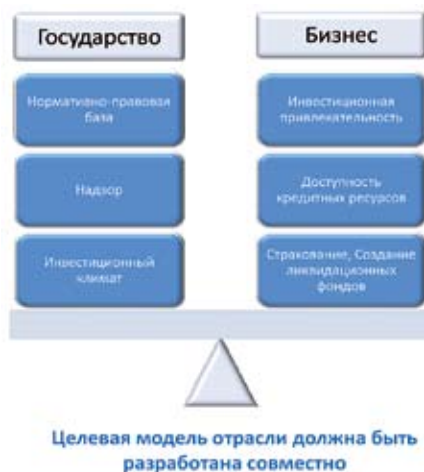 Государство
Бизнес
Нормативно-правовая
база
Инвестиционная
привлекательность
Надзор
Доступность
кредитных ресурсов
Инвестиционный
климат
Страхование, Создание
ликвидационных
фондов
Целевая модель отрасли должна быть
разработана совместно